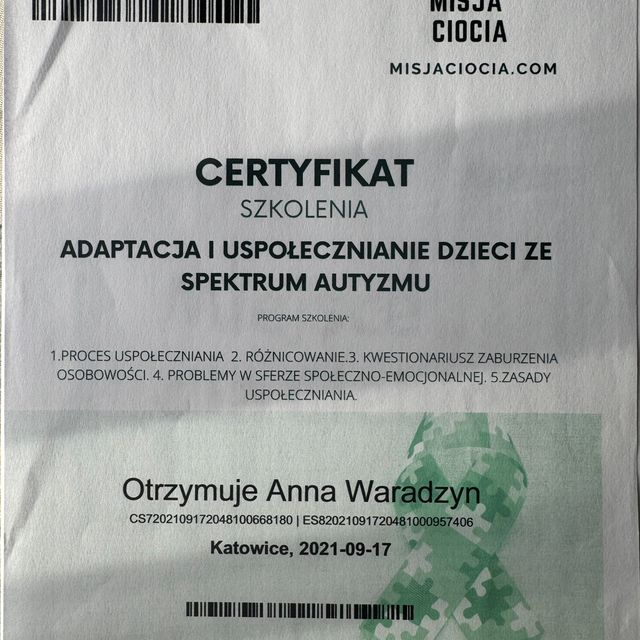 MISJA
CIOCIA
MISJACIOCIA.COM
CERTYFIKAT
SZKOLENIA
ADAPTACJA I USPOŁECZNIANIE DZIECI ZE
SPEKTRUM AUTYZMU
PROGRAM SZKOLENIA:
1.PROCES USPOŁECZNIANIA 2. RÓŻNICOWANIE.3. KWESTIONARIUSZ ZABURZENIA
OSOBOWOŚCI. 4. PROBLEMY W SFERZE SPOŁECZNO-EMOCJONALNEJ. 5.ZASADY
USPOŁECZNIANIA.
Otrzymuje Anna Waradzyn
CS7202109172048100668180 | ES82021091720481000957406
Katowice, 2021-09-17